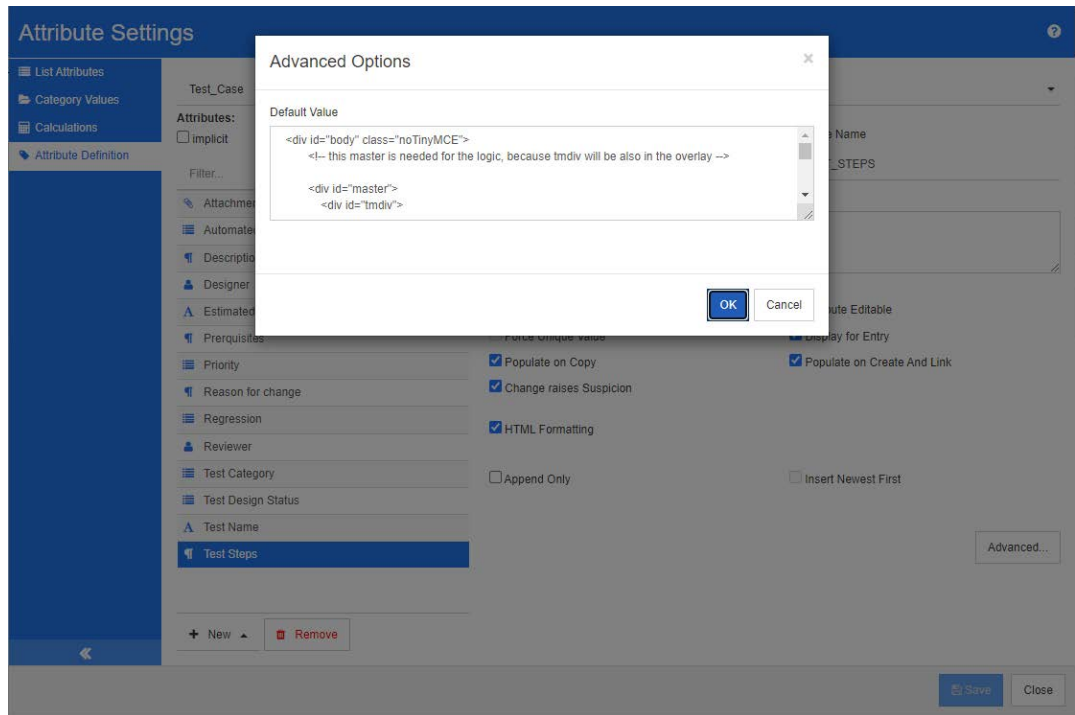 Attribute Settings
List Attributes
Category Values
Calculations
Attribute Definition
Test_Case
Attributes:
implicit
Filter...
Automated
Designer
Estimated
Prerquisites
Priority
Reason for change
Regression
Reviewer
Test Category
Test Design Status
Test Name
Test Steps
+ New
Remove
Advanced Options
×
Default Value
<div id="body" class="noTinyMCE">
<!-- this master is needed for the logic, because tmdiv will be also in the overlay -->
<div id="master">
<div id="tmdiv">
OK
Cancel
Name
_STEPS
ute Editable
Force Unique Value
Display for Entry
Populate on Copy
Populate on Create And Link
Change raises Suspicion
HTML Formatting
Append Only
Insert Newest First
Advanced...
Save
Close